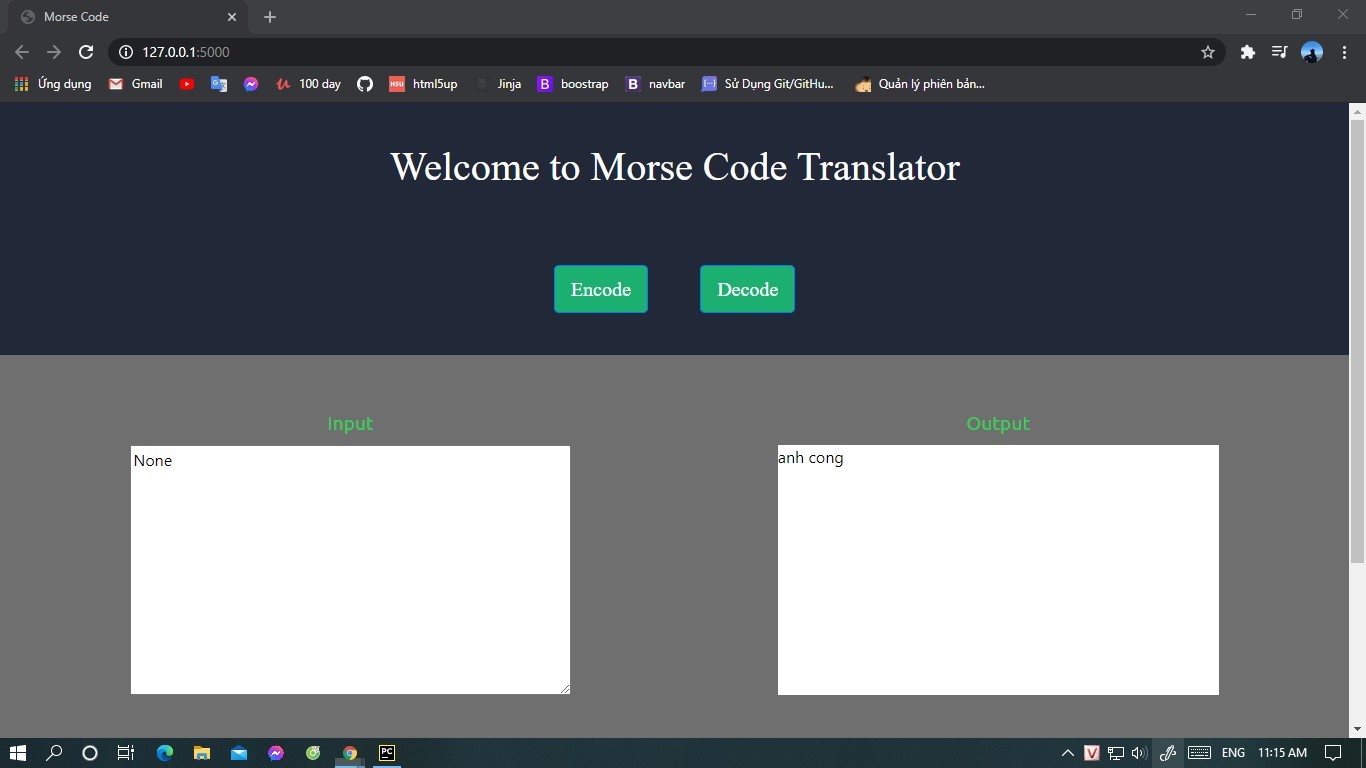 Morse Code
127.0.0.1:5000
Ứng dụng Gmail 100 day html5up Jinja boostrap navbar Sử Dụng Git/GitHu... Quản lý phiên bản...
Welcome to Morse Code Translator
Encode Decode
Input Output
None anh cong
ENG 11:15 AM